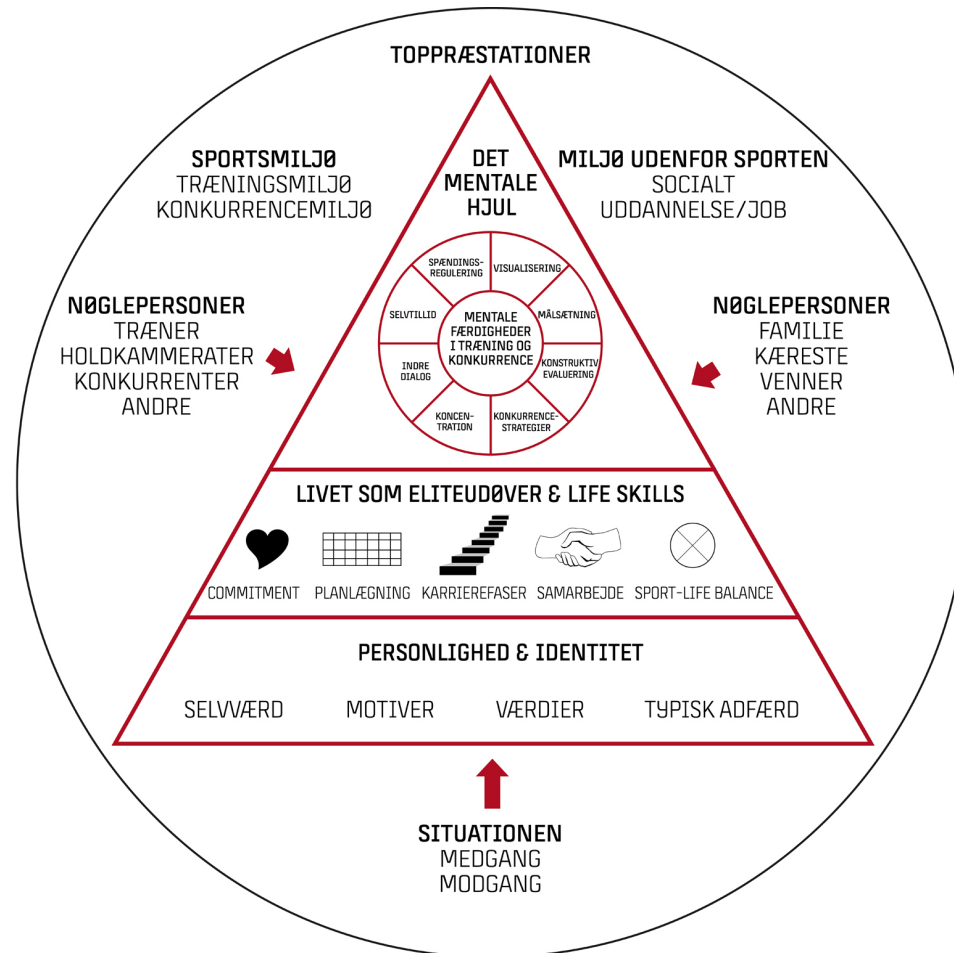 TOPPRÆSTATIONER
SPORTSMILJØ
TRÆNINGSMILJØ
KONKURRENCEMILJØ
DET
MENTALE
HJUL
MILJØ UDENFOR SPORTEN
SOCIALT
UDDANNELSE/JOB
NØGLEPERSONER
TRÆNER
HOLDKAMMERATER
KONKURRENTER
ANDRE
SPÆNDINGS-
REGULERING
VISUALISERING
SELVTILLID
MÅLSÆTNING
MENTALE
FÆRDIGHEDER
I TRÆNING OG
KONKURRENCE
INDRE
DIALOG
KONSTRUKTIV
EVALUERING
KONCEN-
TRATION
KONKURRENCE-
STRATEGIER
NØGLEPERSONER
FAMILIE
KÆRESTE
VENNER
ANDRE
LIVET SOM ELITEUDØVER & LIFE SKILLS
COMMITMENT PLANLÆGNING KARRIEREFASER SAMARBEJDE SPORT-LIFE BALANCE
PERSONLIGHED & IDENTITET
SELVVÆRD MOTIVER VÆRDIER TYPISK ADFÆRD
SITUATIONEN
MEDGANG
MODGANG